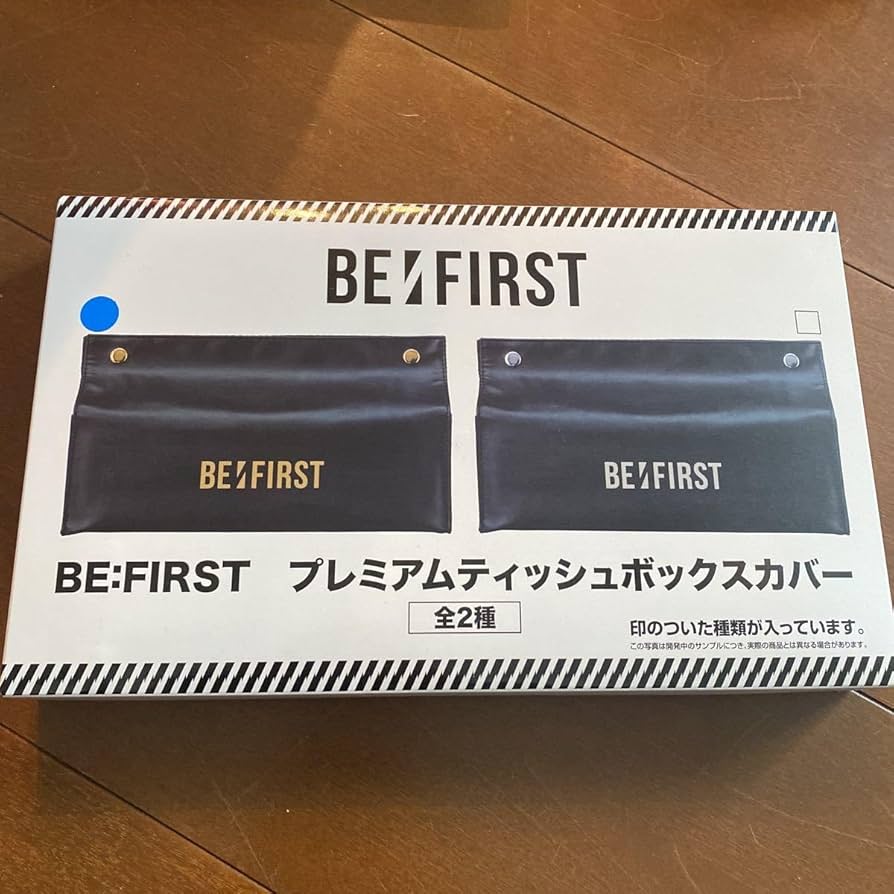 BE:FIRST
BE:FIRST
BE:FIRST
BE:FIRST プレミアムティッシュボックスカバー
全2種
印のついた種類が入っています。
この写真は開発中のサンプルにつき、実際の商品とは異なる場合があります。